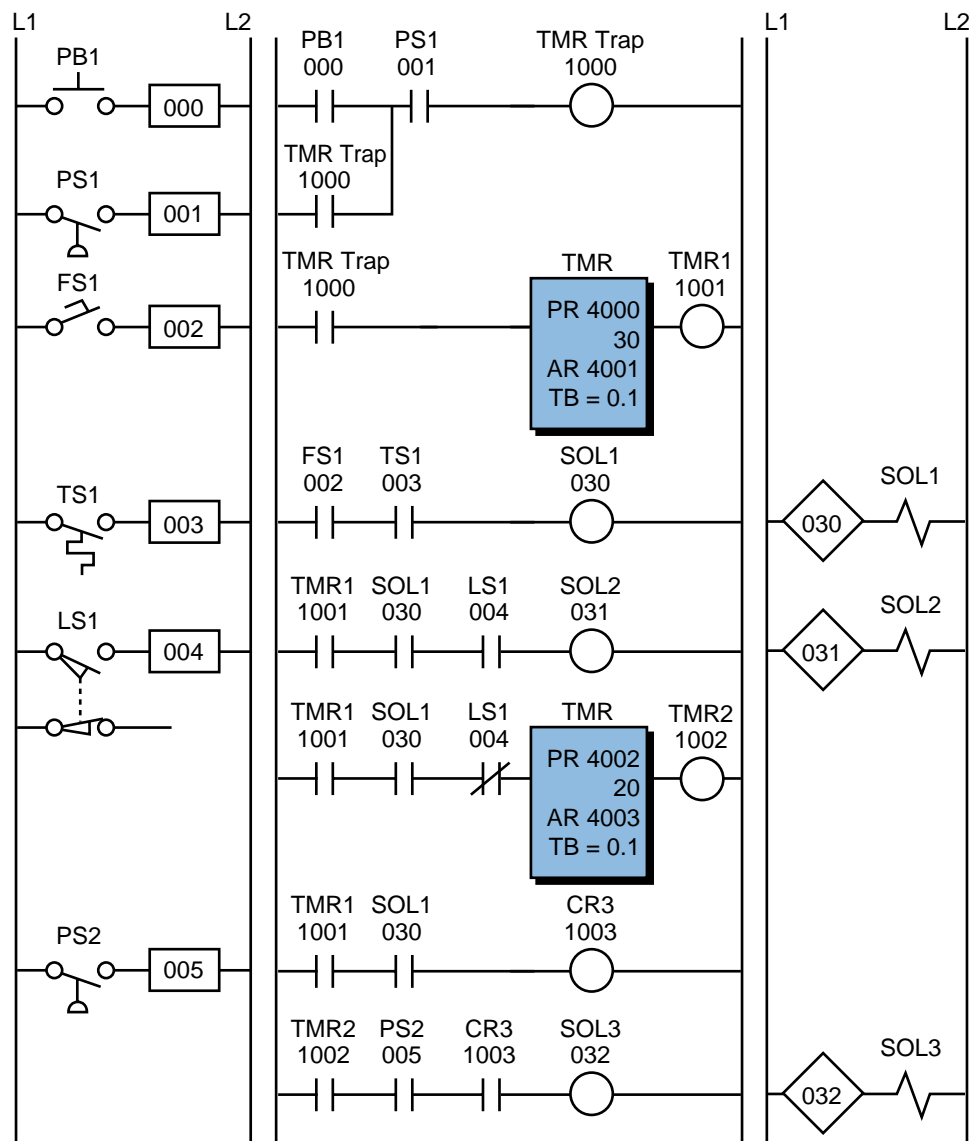 L1
L2
L1
L2
PB1
000
PS1
001
FS1
002
TS1
003
LS1
004
PS2
005
PB1
000
PS1
001
TMR Trap
1000
TMR Trap
1000
TMR Trap
1000
TMR
PR 4000
30
AR 4001
TB = 0.1
TMR1
1001
FS1
002
TS1
003
SOL1
030
TMR1
1001
SOL1
030
LS1
004
SOL2
031
TMR1
1001
SOL1
030
LS1
004
TMR
PR 4002
20
AR 4003
TB = 0.1
TMR2
1002
TMR1
1001
SOL1
030
CR3
1003
TMR2
1002
PS2
005
CR3
1003
SOL3
032
030
SOL1
031
SOL2
032
SOL3